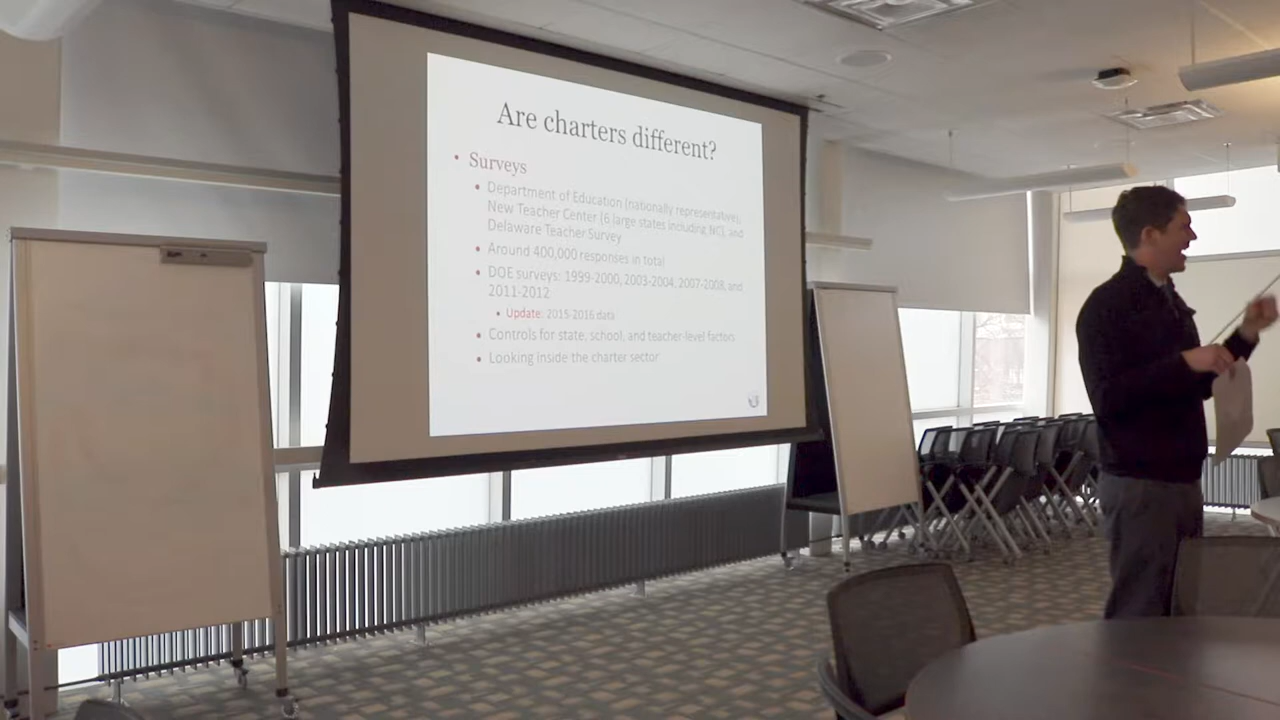 Are charters different?
• Surveys
• Department of Education (nationally representative),
New Teacher Center (6 large states including NC), and
Delaware Teacher Survey
• Around 400,000 responses in total
• DOE surveys: 1999-2000, 2003-2004, 2007-2008, and
2011-2012
• Update: 2015-2016 data
• Controls for state, school, and teacher-level factors
• Looking inside the charter sector